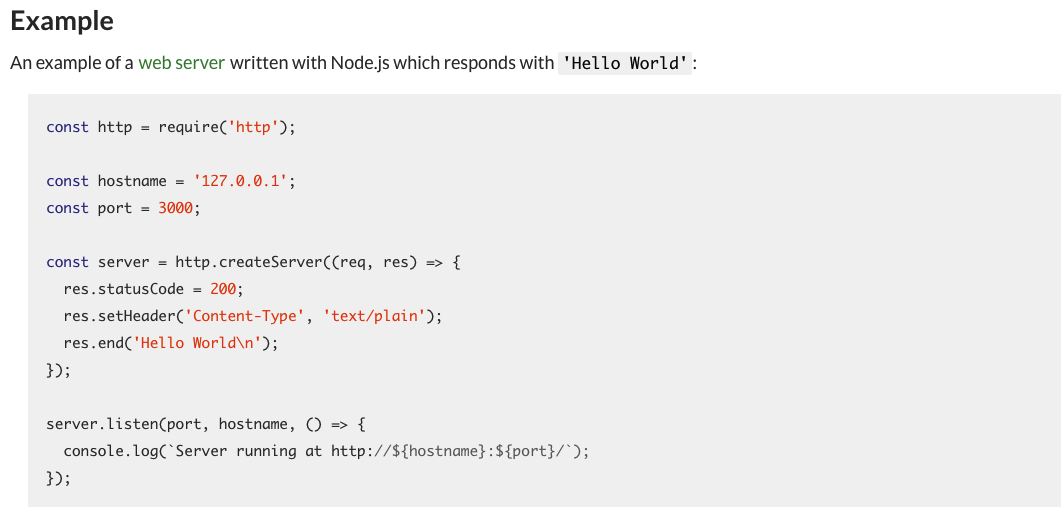 Example
An example of a web server written with Node.js which responds with 'Hello World':
const http = require('http');
const hostname = '127.0.0.1';
const port = 3000;
const server = http.createServer((req, res) => {
  res.statusCode = 200;
  res.setHeader('Content-Type', 'text/plain');
  res.end('Hello World\n');
});
server.listen(port, hostname, () => {
  console.log(`Server running at http://${hostname}:${port}/`);
});